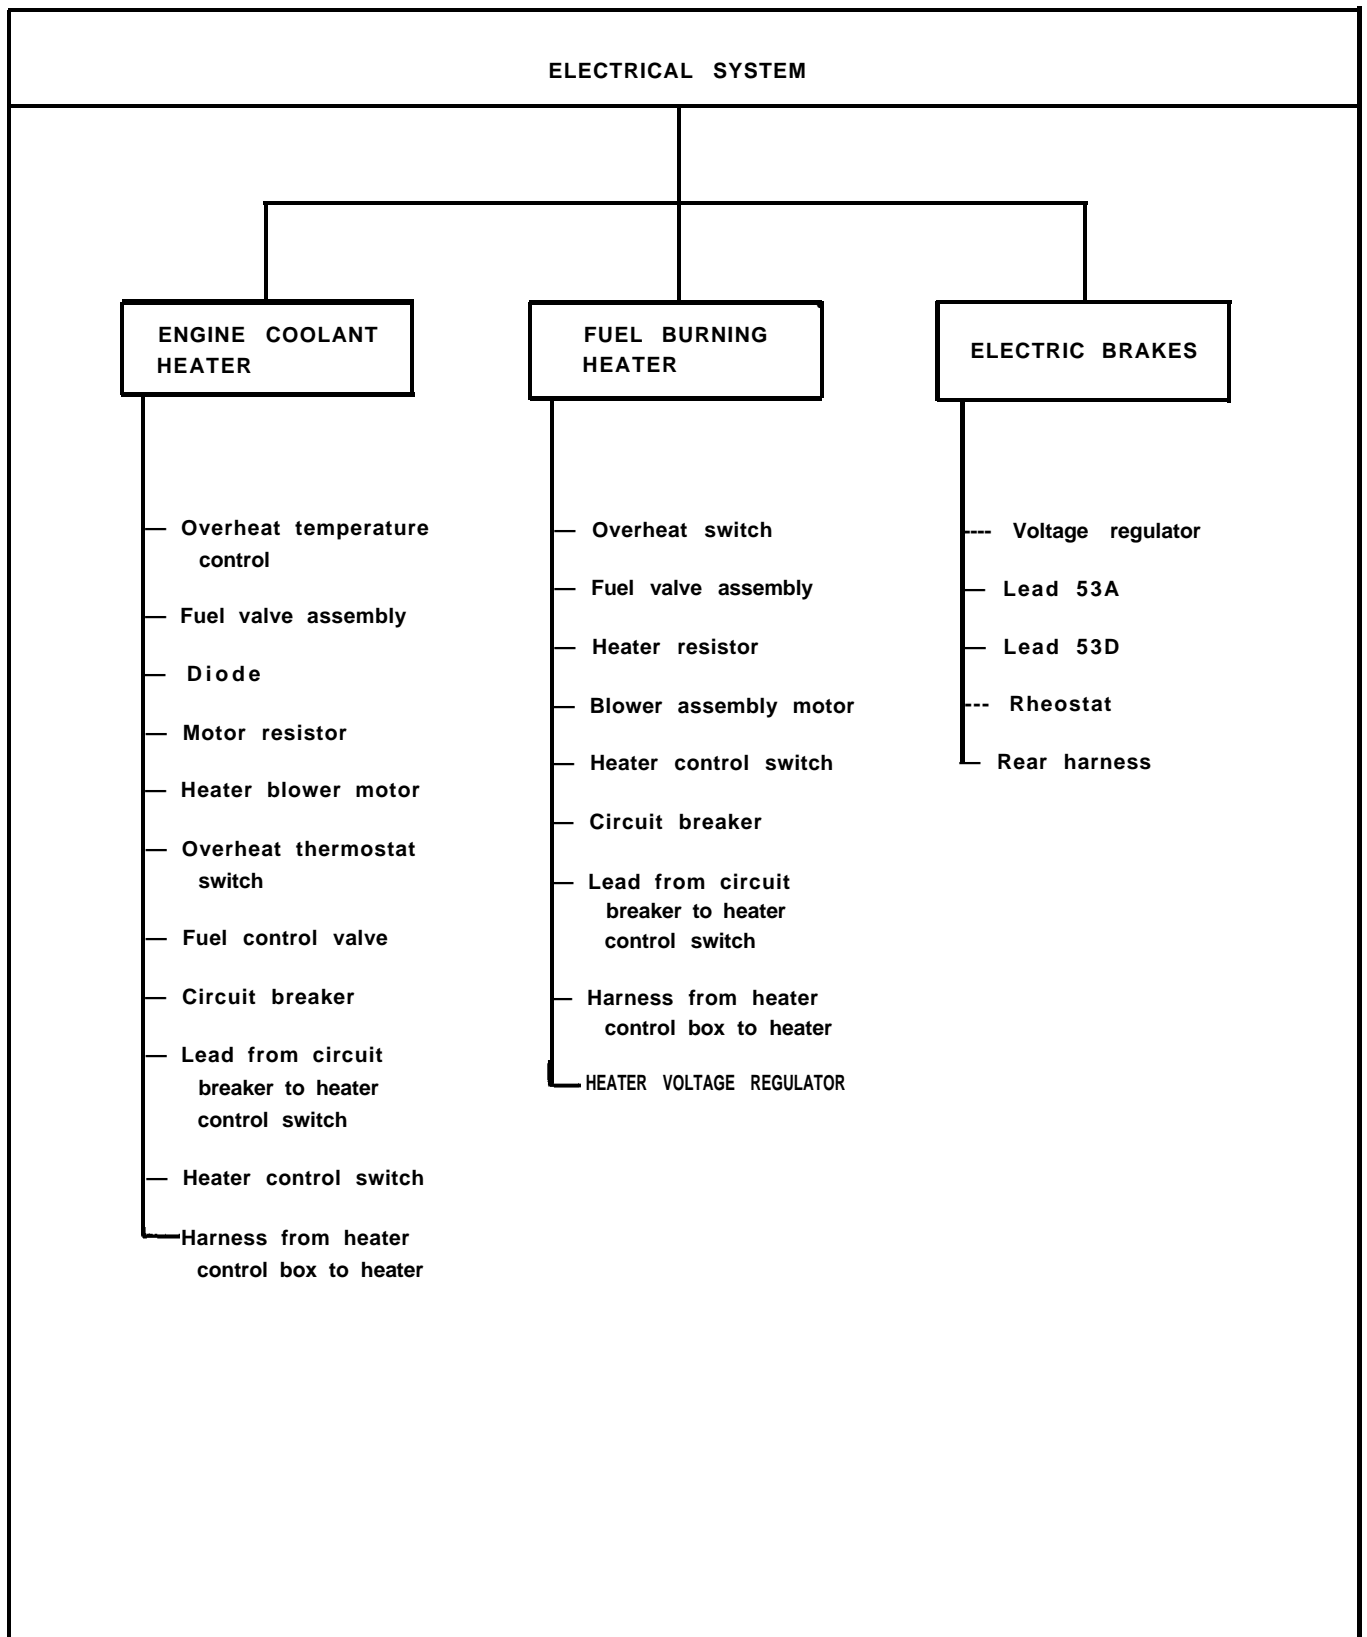 ELECTRICAL SYSTEM
ENGINE COOLANT
HEATER
Overheat temperature
control
Fuel valve assembly
Diode
Motor resistor
Heater blower motor
Overheat thermostat
switch
Fuel control valve
Circuit breaker
Lead from circuit
breaker to heater
control switch
Heater control switch
Harness from heater
control box to heater
FUEL BURNING
HEATER
Overheat switch
Fuel valve assembly
Heater resistor
Blower assembly motor
Heater control switch
Circuit breaker
Lead from circuit
breaker to heater
control switch
Harness from heater
control box to heater
HEATER VOLTAGE REGULATOR
ELECTRIC BRAKES
Voltage regulator
Lead 53A
Lead 53D
Rheostat
Rear harness